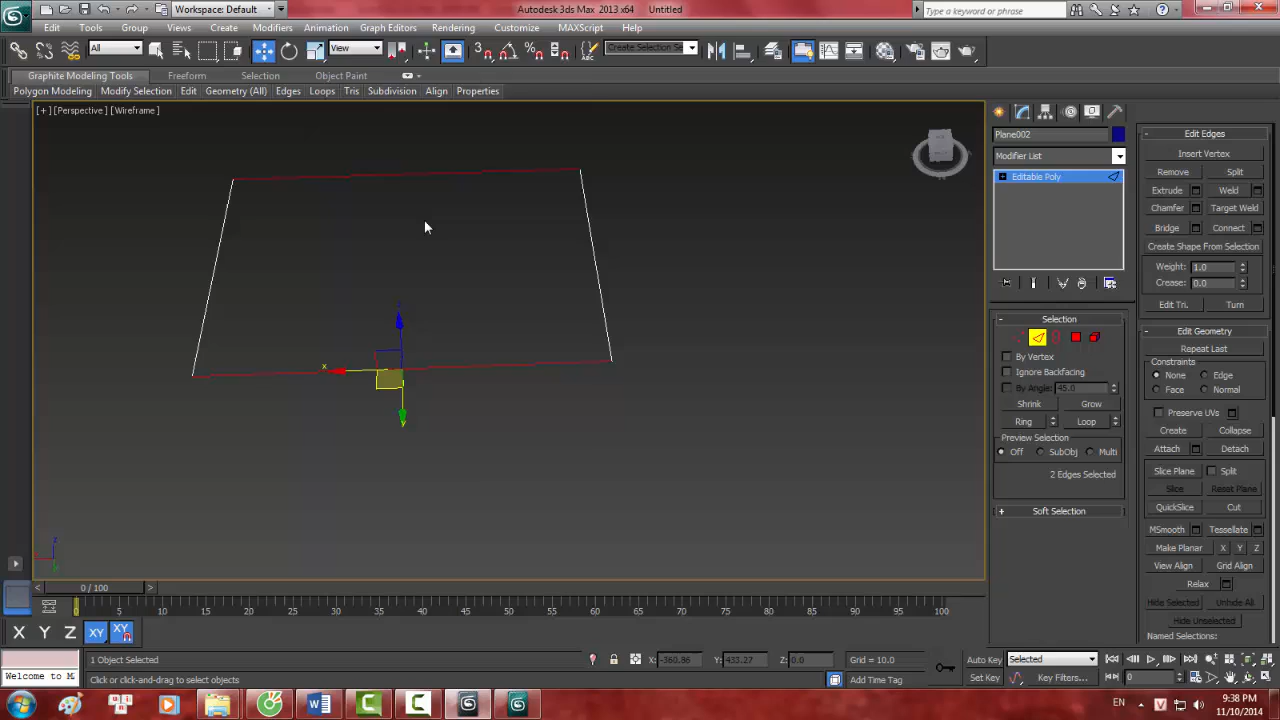 Workspace: Default
Autodesk 3ds Max 2013 x64 Untitled
Type a keyword or phrase
Edit Tools Group Views Create Modifiers Animation Graph Editors Rendering Customize MAXScript Help
All View Create Selection Se
Graphite Modeling Tools Freeform Selection Object Paint
Polygon Modeling Modify Selection Edit Geometry (All) Edges Loops Tris Subdivision Align Properties
[ + ] [Perspective ] [Wireframe ]
x
z
y
Plane002
Modifier List
Editable Poly
Selection
By Vertex
Ignore Backfacing
By Angle: 45.0
Shrink Grow
Ring Loop
Preview Selection
Off SubObj Multi
2 Edges Selected
Soft Selection
Edit Edges
Insert Vertex
Remove Split
Extrude Weld
Chamfer Target Weld
Bridge Connect
Create Shape From Selection
Weight: 1.0
Crease: 0.0
Edit Tri. Turn
Edit Geometry
Repeat Last
Constraints
None Edge
Face Normal
Preserve UVs
Create Collapse
Attach Detach
Slice Plane Split
Slice Reset Plane
QuickSlice Cut
MSmooth Tessellate
Make Planar X Y Z
View Align Grid Align
Relax
Hide Selected Unhide All
Hide Unselected
Named Selections:
0 / 100
0 5 10 15 20 25 30 35 40 45 50 55 60 65 70 75 80 85 90 95 100
X Y Z XY XY
1 Object Selected X: -360.86 Y: 433.27 Z: 0.0 Grid = 10.0 Auto Key Selected
Welcome to M Click or click-and-drag to select objects Add Time Tag Set Key Key Filters... 0
EN 9:38 PM
11/10/2014